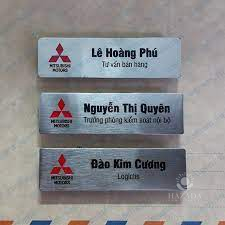 MITSUBISHI
MOTORS
Lê Hoàng Phú
Tư vấn bán hàng
MITSUBISHI
MOTORS
Nguyễn Thị Quyên
Trưởng phòng kiểm soát nội bộ
MITSUBISHI
MOTORS
Đào Kim Cương
Logictis